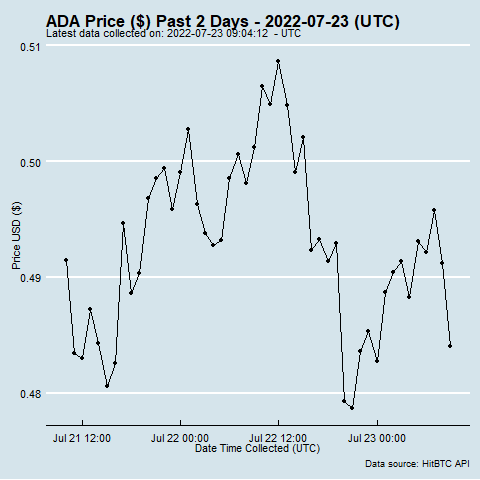 ADA Price ($) Past 2 Days - 2022-07-23 (UTC)
Latest data collected on: 2022-07-23 09:04:12  - UTC
0.51
0.50
0.49
0.48
Price USD ($)
Jul 21 12:00 Jul 22 00:00 Jul 22 12:00 Jul 23 00:00
Date Time Collected (UTC)
Data source: HitBTC API